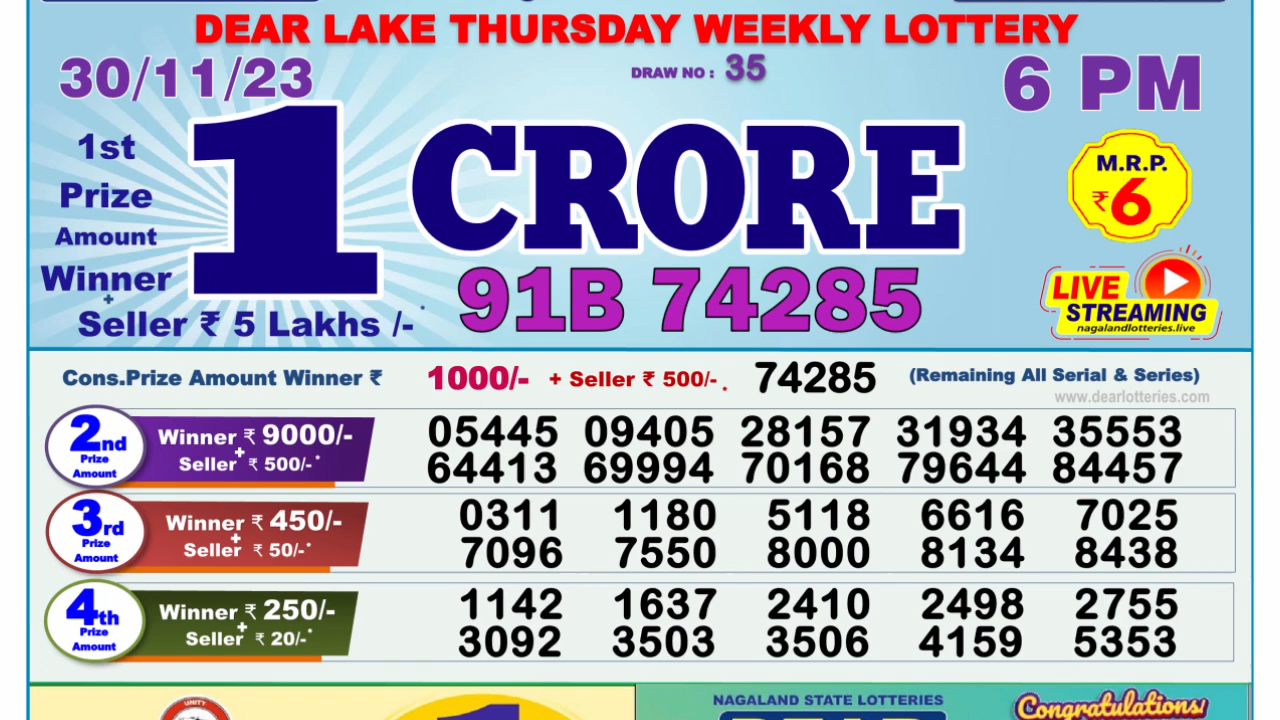 DEAR LAKE THURSDAY WEEKLY LOTTERY
30/11/23
DRAW NO : 35
6 PM
1st
Prize
Amount
Winner
+
Seller ₹ 5 Lakhs /- *
1 CRORE
91B 74285
M.R.P.
₹6
LIVE
STREAMING
nagalandlotteries.live
Cons.Prize Amount Winner ₹ 1000/- + Seller ₹ 500/- . 74285 (Remaining All Serial & Series)
www.dearlotteries.com
2nd
Prize
Amount
Winner ₹ 9000/-
+
Seller ₹ 500/-*
05445 09405 28157 31934 35553
64413 69994 70168 79644 84457
3rd
Prize
Amount
Winner ₹ 450/-
+
Seller ₹ 50/-*
0311 1180 5118 6616 7025
7096 7550 8000 8134 8438
4th
Prize
Amount
Winner ₹ 250/-
+
Seller ₹ 20/-*
1142 1637 2410 2498 2755
3092 3503 3506 4159 5353
UNITY
1
NAGALAND STATE LOTTERIES
DEAR
Congratulations!